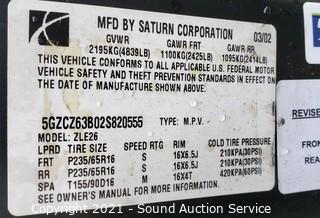 MFD BY SATURN CORPORATION 03/02
GVWR GAWR FRT GAWR RR
2195KG(4839LB) 1100KG(2425LB) 1095KG(2414LB)
THIS VEHICLE CONFORMS TO ALL APPLICABLE U.S. FEDERAL MOTOR
VEHICLE SAFETY AND THEFT PREVENTION STANDARDS IN EFFECT ON
THE DATE OF MANUFACTURE SHOWN ABOVE.
5GZCZ63B02S820555 TYPE: M.P.V.
MODEL: ZLE26
LPRD TIRE SIZE SPEED RTG RIM COLD TIRE PRESSURE
FRT P235/65R16 S 16X6.5J 210KPA(30PSI)
RR P235/65R16 S 16X6.5J 210KPA(30PSI)
SPA T155/90D16 M 16X4T 420KPA(60PSI)
SEE OWNER'S MANUAL FOR MORE INFORMATION.
REVISE
FRON
REA
Copyright 2021 - Sound Auction Service